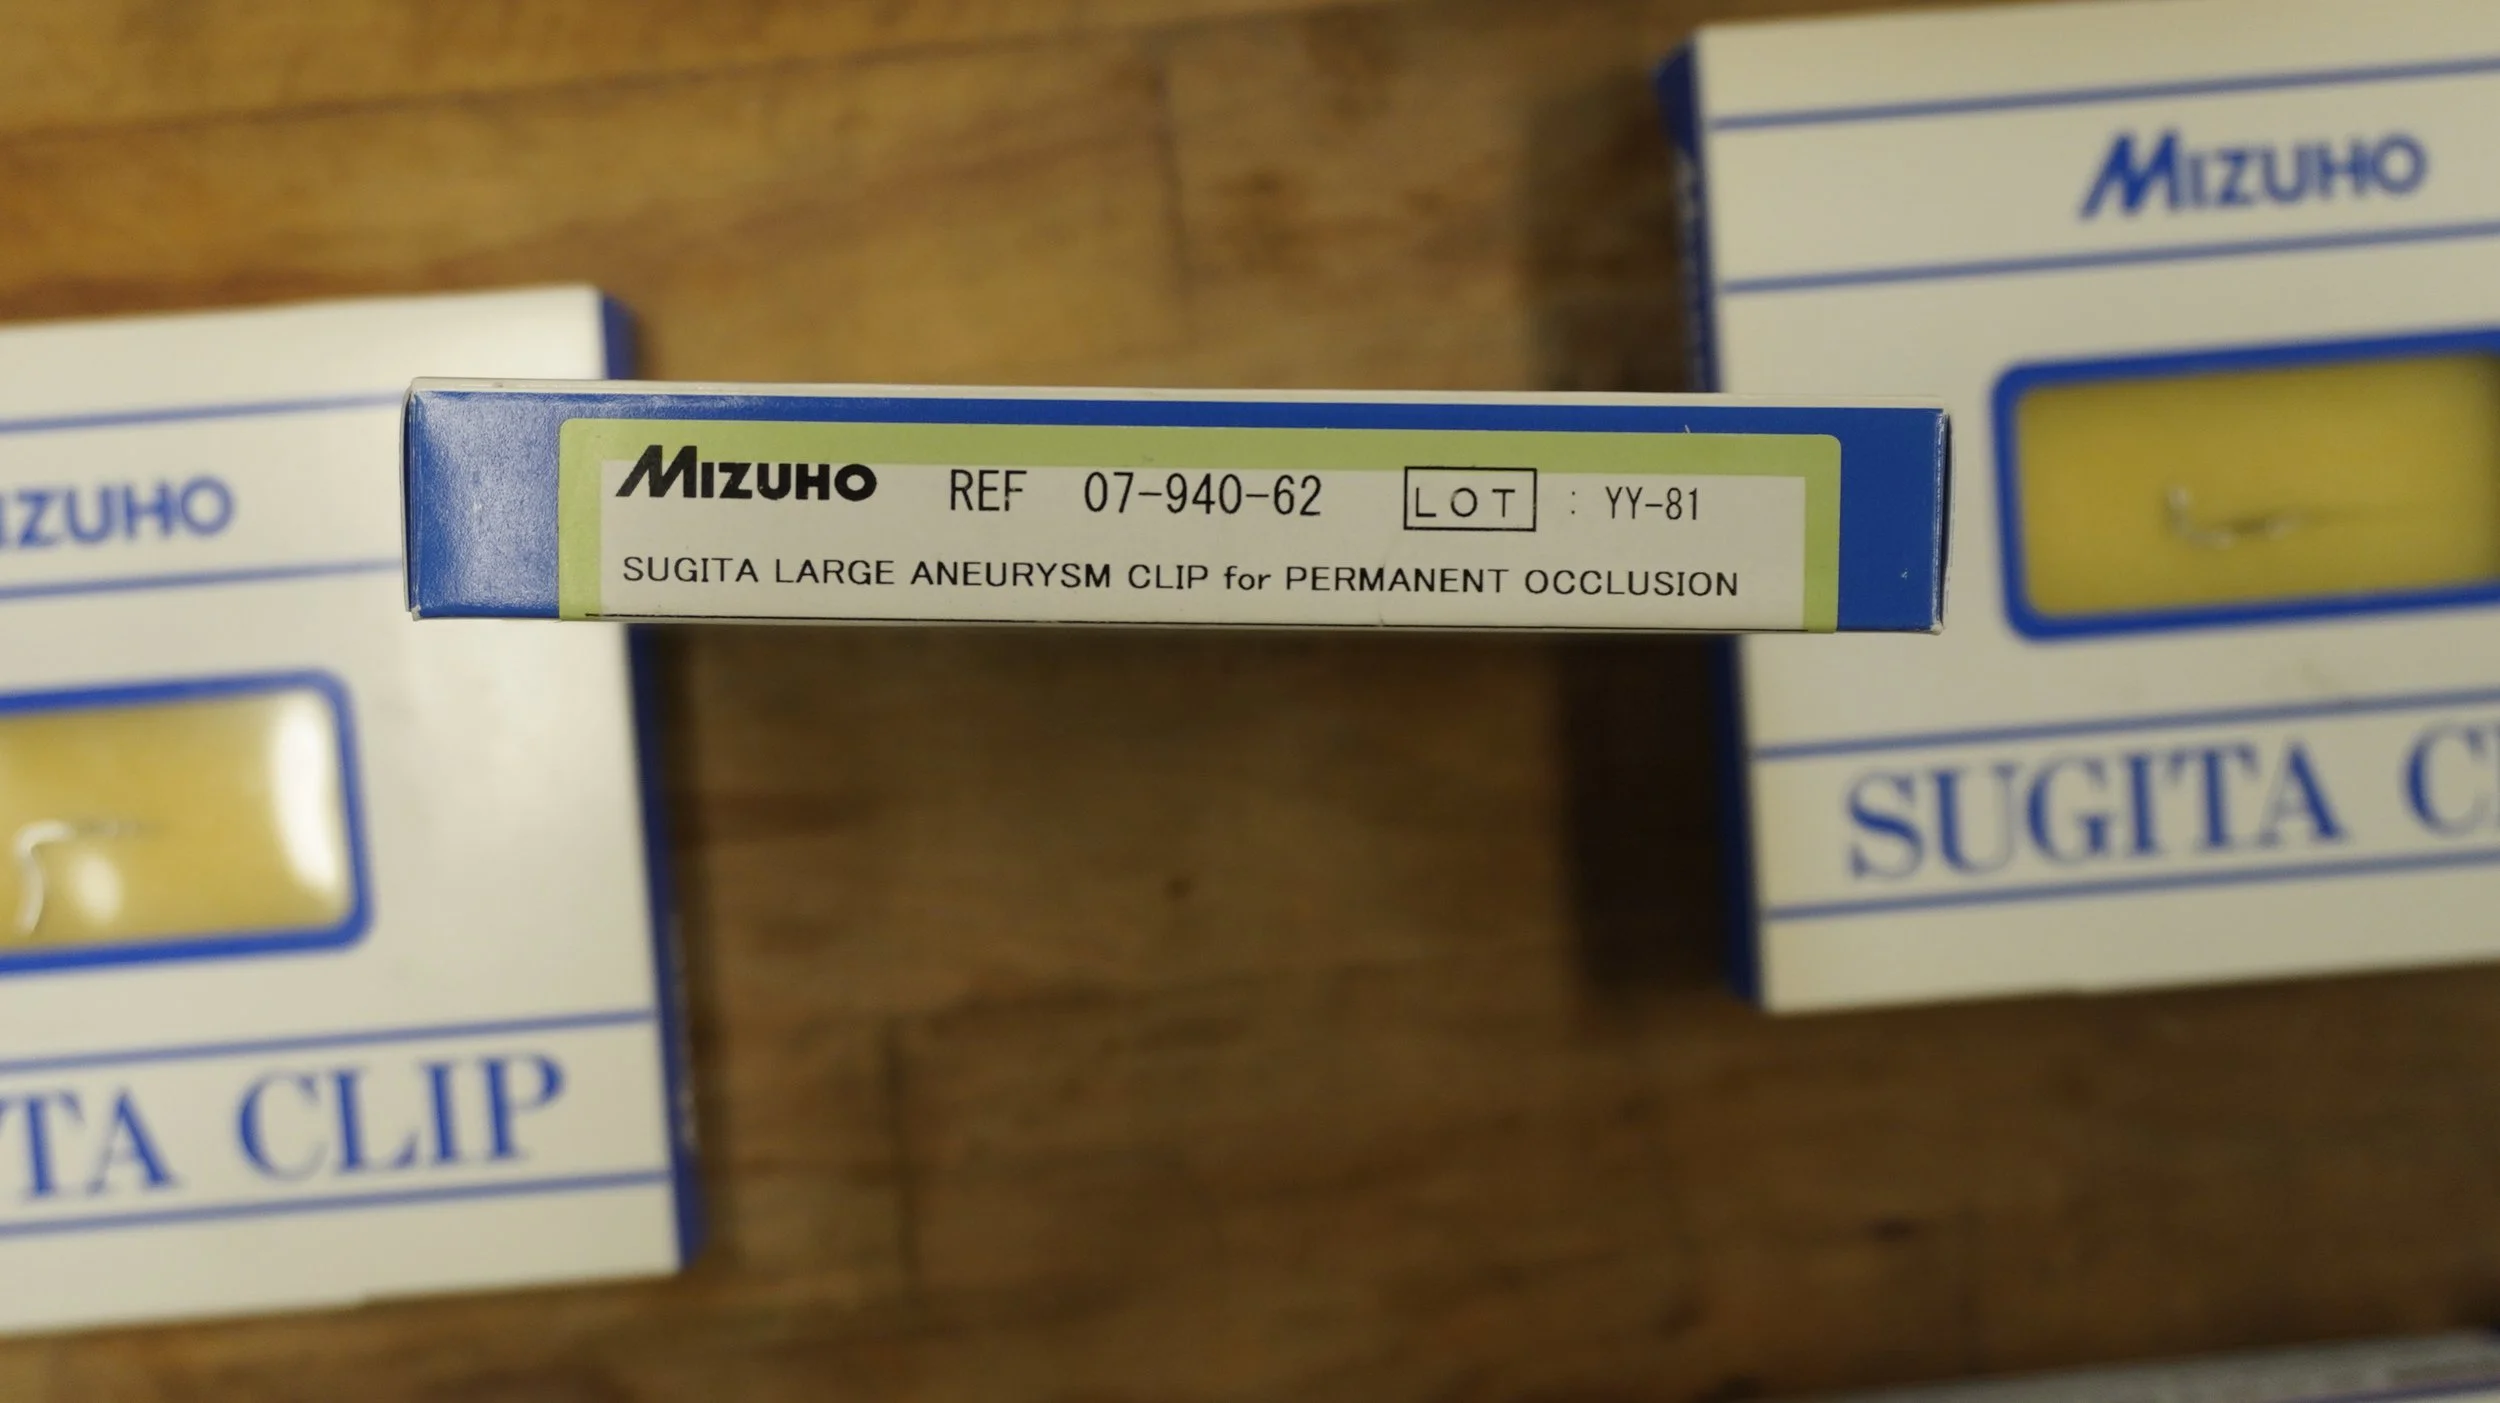 MIZUHO
MIZUHO REF 07-940-62 LOT : YY-81
SUGITA LARGE ANEURYSM CLIP for PERMANENT OCCLUSION
IZUHO
SUGITA C
TA CLIP